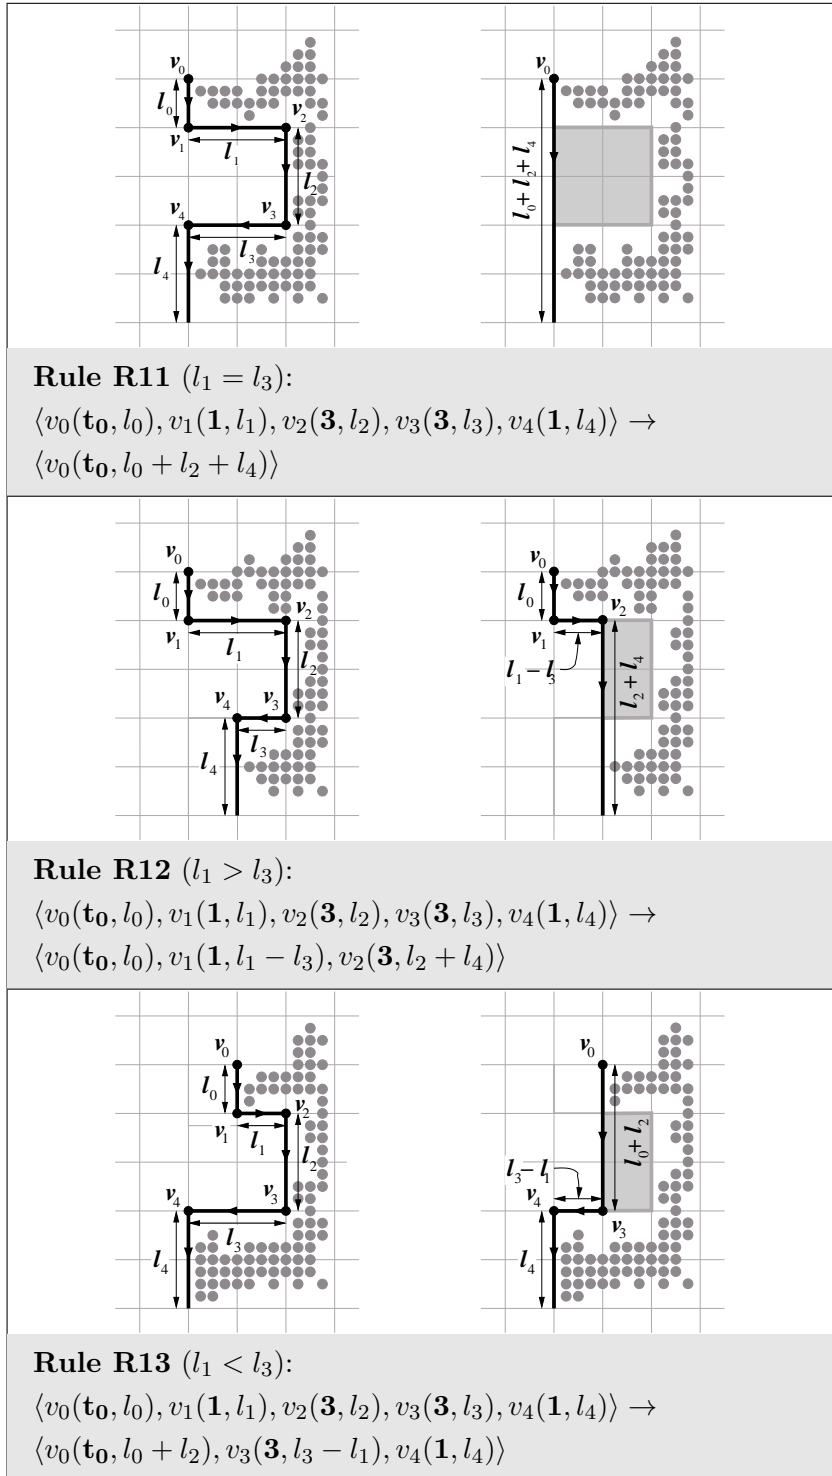 v0
v1
v2
v3
v4
l0
l1
l2
l3
l4
v0
l0 + l2 + l4
Rule R11 (l1 = l3):
⟨v0(t0, l0), v1(1, l1), v2(3, l2), v3(3, l3), v4(1, l4)⟩ →
⟨v0(t0, l0 + l2 + l4)⟩
v0
v1
v2
v3
v4
l0
l1
l2
l3
l4
v0
v1
v2
l0
l1 – l3
l2 + l4
Rule R12 (l1 > l3):
⟨v0(t0, l0), v1(1, l1), v2(3, l2), v3(3, l3), v4(1, l4)⟩ →
⟨v0(t0, l0), v1(1, l1 − l3), v2(3, l2 + l4)⟩
v0
v1
v2
v3
v4
l0
l1
l2
l3
l4
v0
v3
v4
l0 + l2
l3 – l1
l4
Rule R13 (l1 < l3):
⟨v0(t0, l0), v1(1, l1), v2(3, l2), v3(3, l3), v4(1, l4)⟩ →
⟨v0(t0, l0 + l2), v3(3, l3 − l1), v4(1, l4)⟩